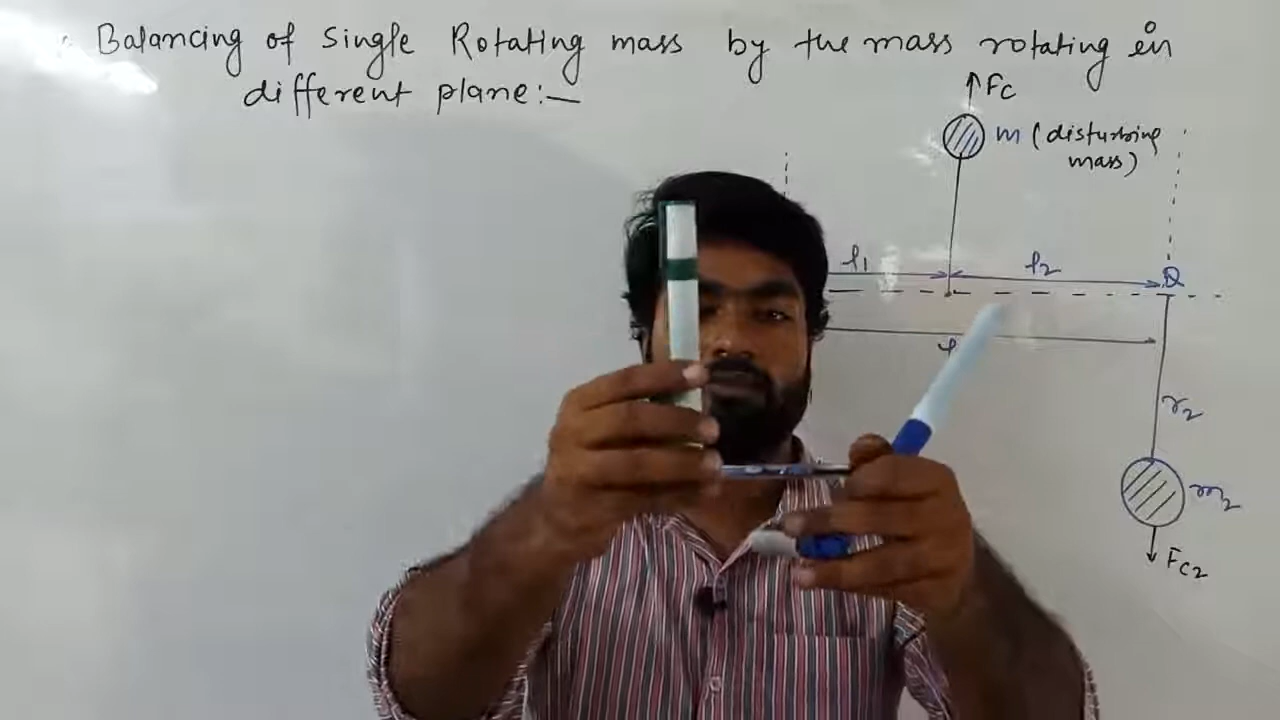 Balancing of Single Rotating mass by the mass rotating in
different plane:—
Fc
m (disturbing
mass)
l1
l2
Q
r2
m2
Fc2